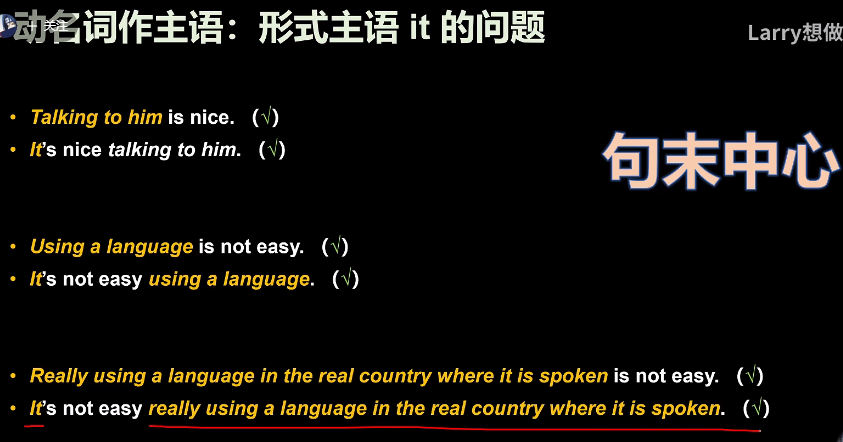 + 关注
动名词作主语：形式主语 it 的问题
Larry想做
• Talking to him is nice. (√)
• It's nice talking to him. (√)
句末中心
• Using a language is not easy. (√)
• It's not easy using a language. (√)
• Really using a language in the real country where it is spoken is not easy. (√)
• It's not easy really using a language in the real country where it is spoken. (√)